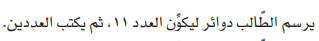 يرسم الطّالب دوائر ليكوِّن العدد ١١، ثم يكتب العددين.